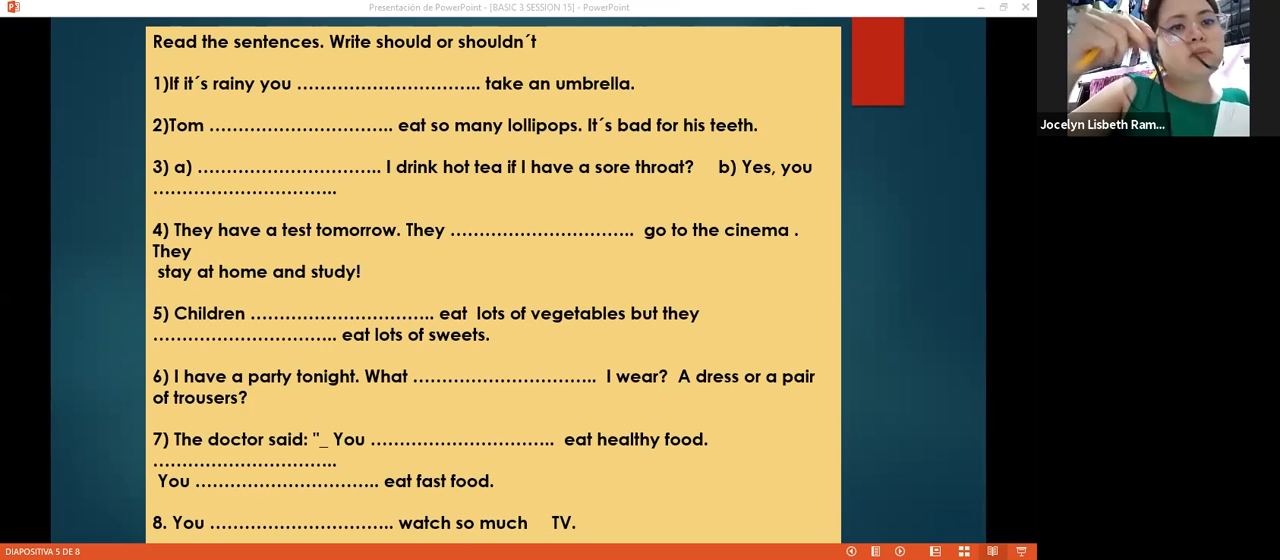 Presentación de PowerPoint - [BASIC 3 SESSION 15] - PowerPoint
Read the sentences. Write should or shouldn´t
1)If it´s rainy you ………………………….. take an umbrella.
2)Tom ………………………….. eat so many lollipops. It´s bad for his teeth.
3) a) ………………………….. I drink hot tea if I have a sore throat? b) Yes, you
…………………………..
4) They have a test tomorrow. They ………………………….. go to the cinema .
They
stay at home and study!
5) Children ………………………….. eat lots of vegetables but they
………………………….. eat lots of sweets.
6) I have a party tonight. What ………………………….. I wear? A dress or a pair
of trousers?
7) The doctor said: "_ You ………………………….. eat healthy food.
…………………………..
You ………………………….. eat fast food.
8. You ………………………….. watch so much TV.
Jocelyn Lisbeth Ram...
DIAPOSITIVA 5 DE 8